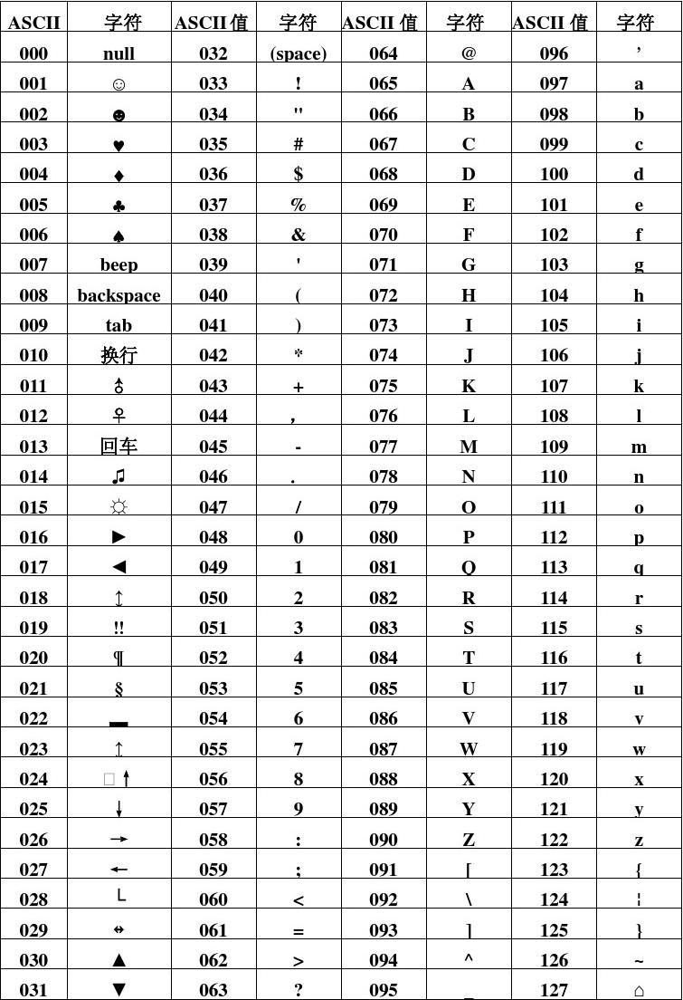 ASCII 字符 ASCII值 字符 ASCII 值 字符 ASCII 值 字符
000 null 032 (space) 064 @ 096 ’
001 ☺ 033 ! 065 A 097 a
002 ☻ 034 " 066 B 098 b
003 ♥ 035 # 067 C 099 c
004 ♦ 036 $ 068 D 100 d
005 ♣ 037 % 069 E 101 e
006 ♠ 038 & 070 F 102 f
007 beep 039 ' 071 G 103 g
008 backspace 040 ( 072 H 104 h
009 tab 041 ) 073 I 105 i
010 换行 042 * 074 J 106 j
011 ♂ 043 + 075 K 107 k
012 ♀ 044 , 076 L 108 l
013 回车 045 - 077 M 109 m
014 ♫ 046 . 078 N 110 n
015 ☼ 047 / 079 O 111 o
016 ► 048 0 080 P 112 p
017 ◄ 049 1 081 Q 113 q
018 ↕ 050 2 082 R 114 r
019 ‼ 051 3 083 S 115 s
020 ¶ 052 4 084 T 116 t
021 § 053 5 085 U 117 u
022 ▬ 054 6 086 V 118 v
023 ↨ 055 7 087 W 119 w
024 □↑ 056 8 088 X 120 x
025 ↓ 057 9 089 Y 121 y
026 → 058 : 090 Z 122 z
027 ← 059 ; 091 [ 123 {
028 └ 060 < 092 \ 124 ¦
029 ↔ 061 = 093 ] 125 }
030 ▲ 062 > 094 ^ 126 ~
031 ▼ 063 ? 095 _ 127 ⌂